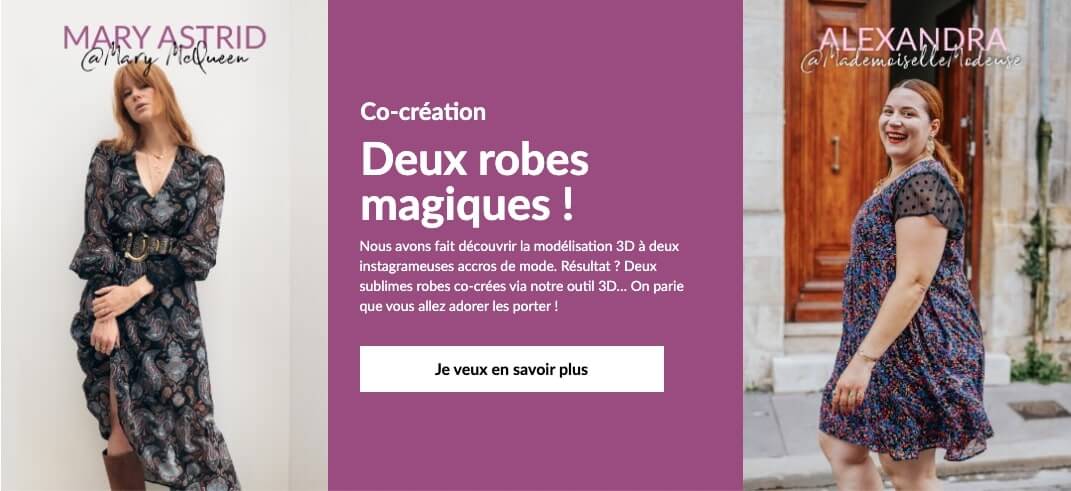 MARY ASTRID
@Mary McQueen
Co-création
Deux robes
magiques !
Nous avons fait découvrir la modélisation 3D à deux
instagrameuses accros de mode. Résultat ? Deux
sublimes robes co-crées via notre outil 3D... On parie
que vous allez adorer les porter !
Je veux en savoir plus
ALEXANDRA
@MademoiselleModeuse